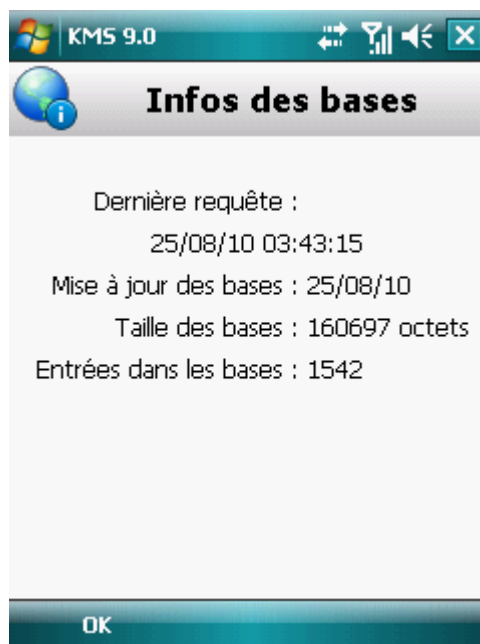 KMS 9.0
Infos des bases
Dernière requête :
25/08/10 03:43:15
Mise à jour des bases : 25/08/10
Taille des bases : 160697 octets
Entrées dans les bases : 1542
OK